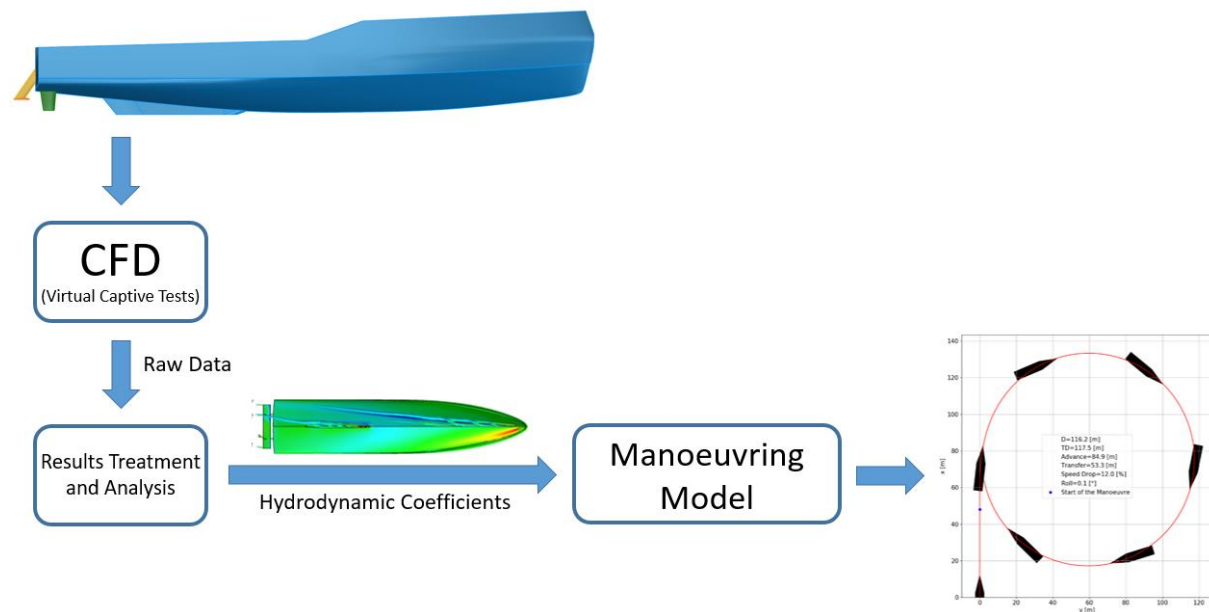 CFD
(Virtual Captive Tests)
Raw Data
Results Treatment
and Analysis
Hydrodynamic Coefficients
Manoeuvring
Model
140
120
100
80
60
40
20
0
x [m]
D=116.2 [m]
TD=117.5 [m]
Advance=84.9 [m]
Transfer=53.3 [m]
Speed Drop=12.0 [%]
Roll=0.1 [°]
Start of the Manoeuvre
0 20 40 60 80 100 120
y [m]